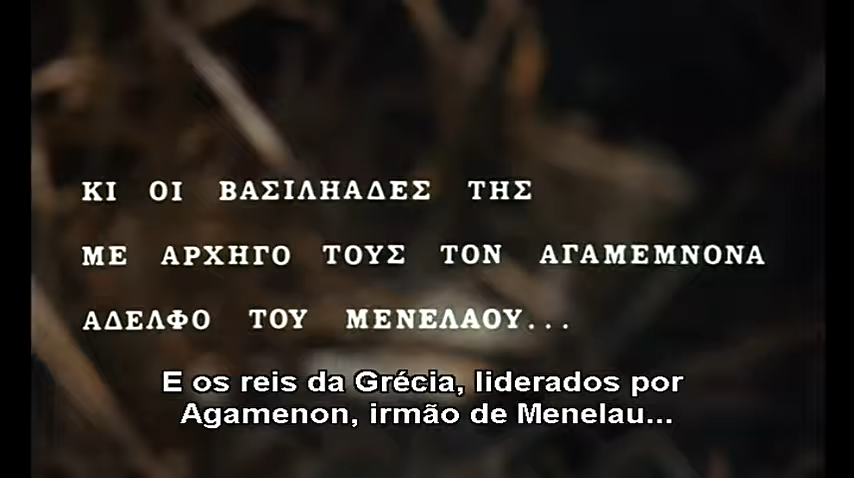 ΚΙ ΟΙ ΒΑΣΙΛΗΑΔΕΣ ΤΗΣ
ΜΕ ΑΡΧΗΓΟ ΤΟΥΣ ΤΟΝ ΑΓΑΜΕΜΝΟΝΑ
ΑΔΕΛΦΟ ΤΟΥ ΜΕΝΕΛΑΟΥ...
E os reis da Grécia, liderados por
Agamenon, irmão de Menelau...